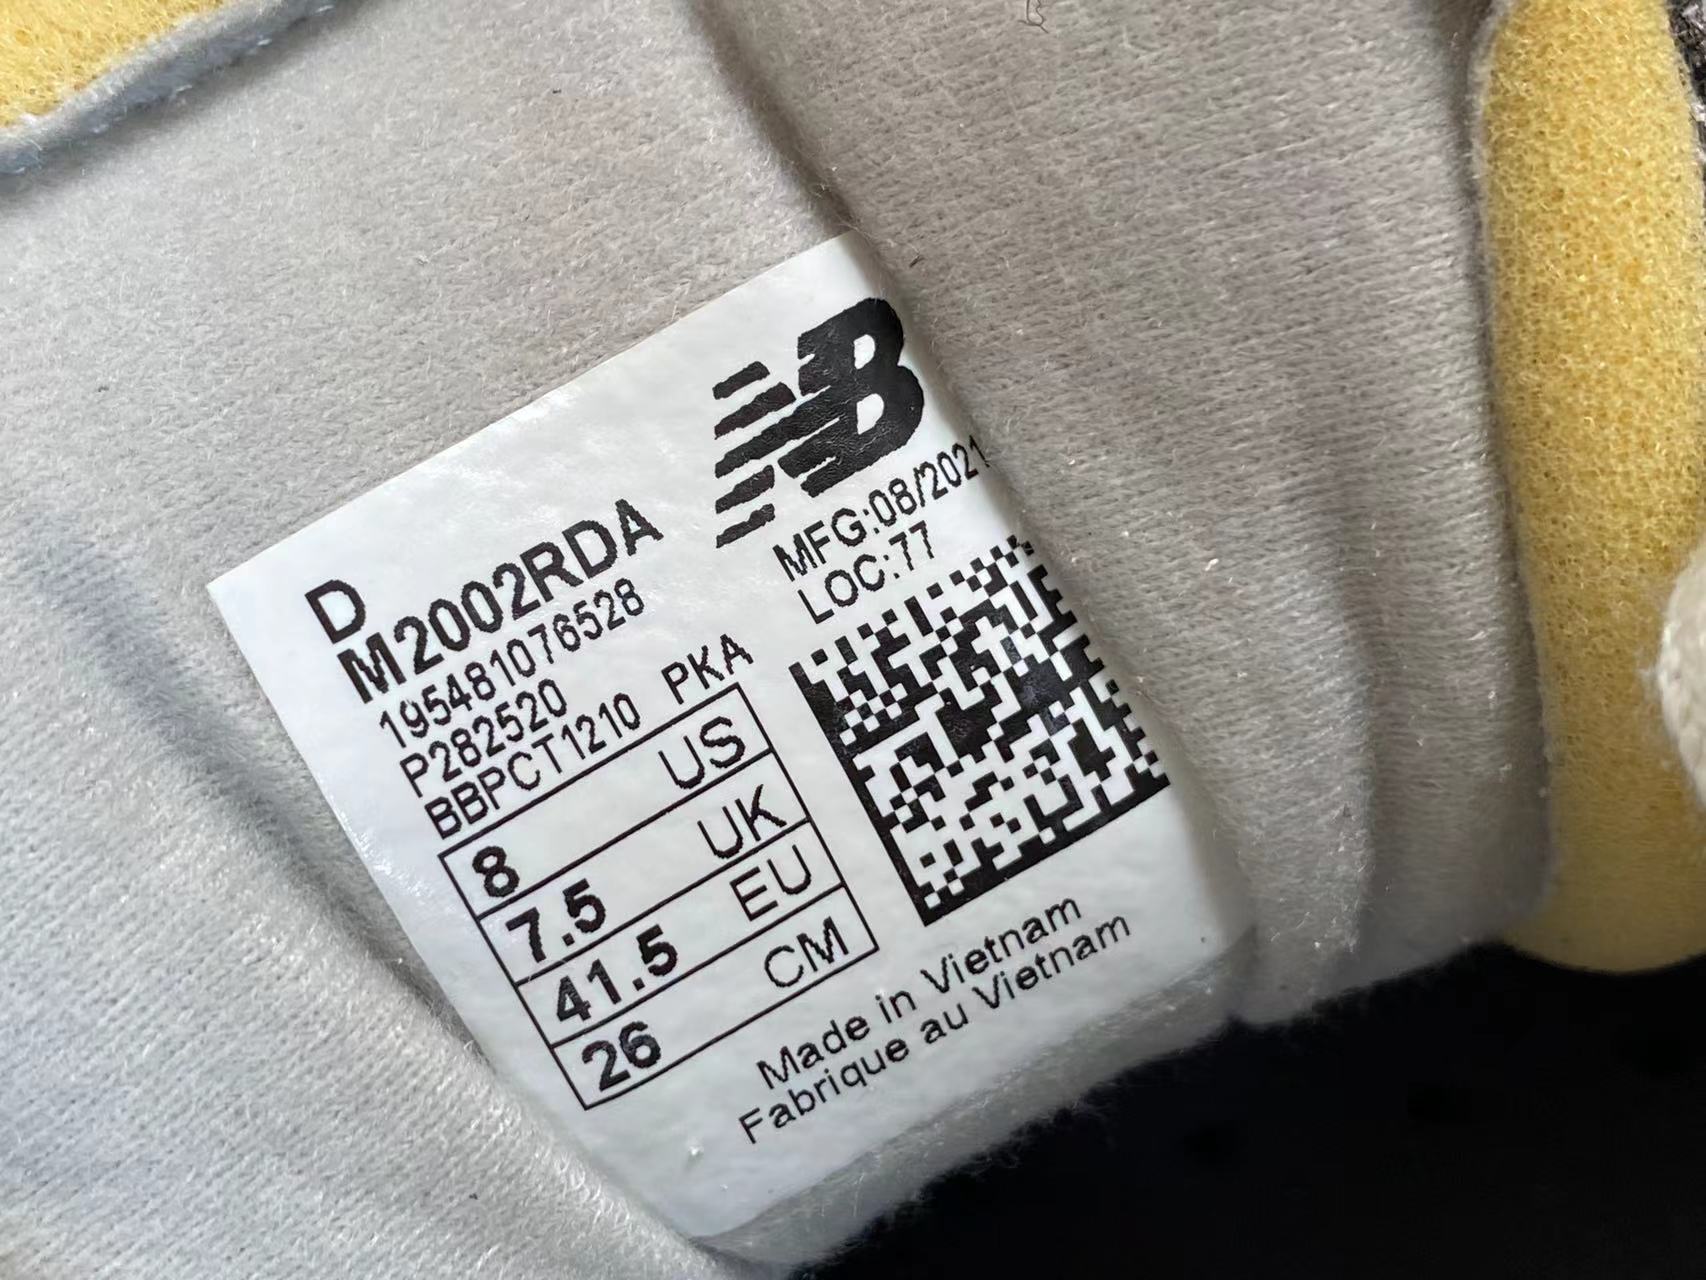 NB
MFG:08/2021
LOC:77
D
M2002RDA
195481076528
P282520
BBPCT1210 PKA
8 US
7.5 UK
41.5 EU
26 CM
Made in Vietnam
Fabrique au Vietnam